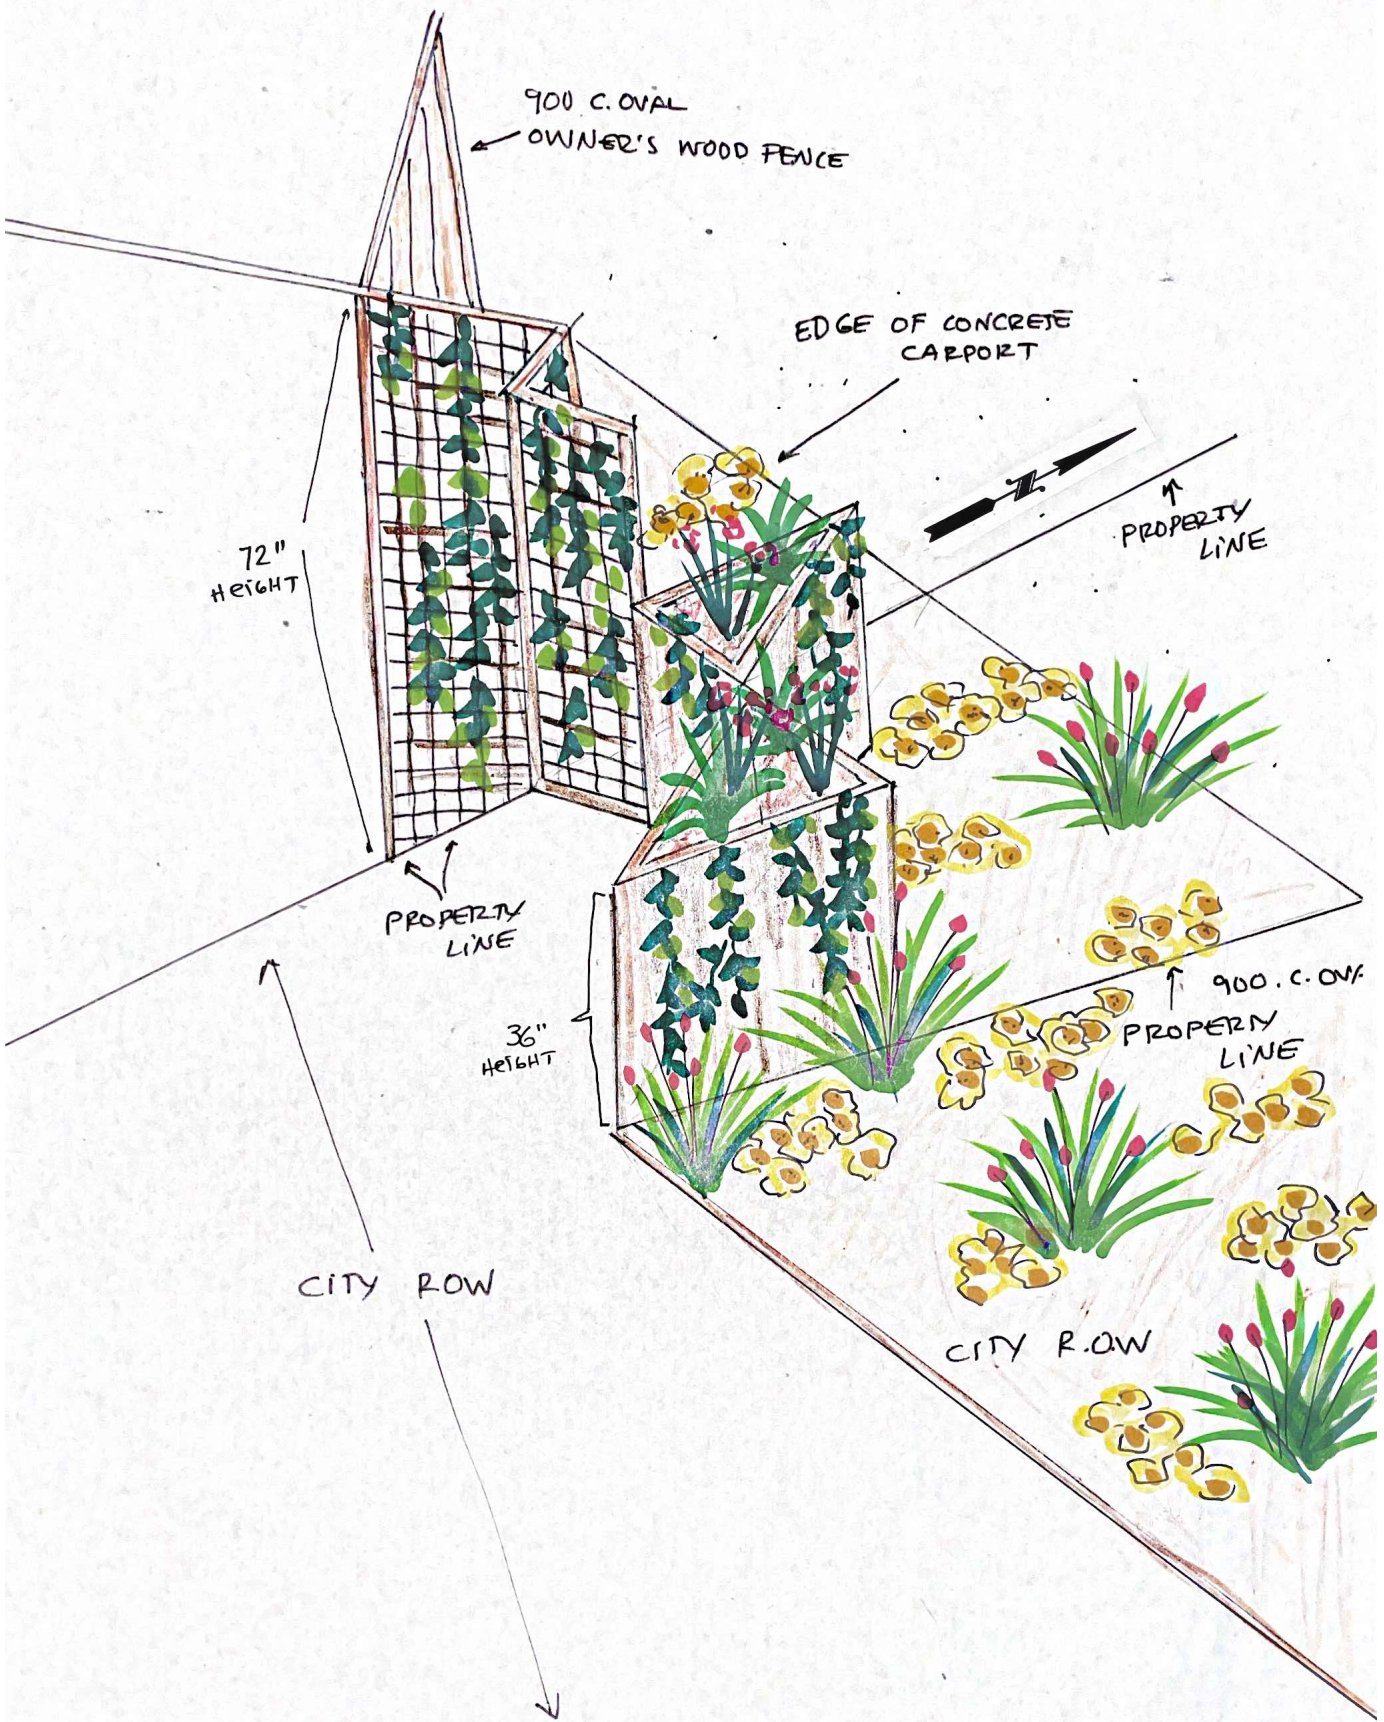 900 C. OVAL
OWNER'S WOOD FENCE
EDGE OF CONCRETE
CARPORT
N
PROPERTY
LINE
72"
HEIGHT
PROPERTY
LINE
900. C. OV
36"
HEIGHT
PROPERTY
LINE
CITY ROW
CITY R.O.W